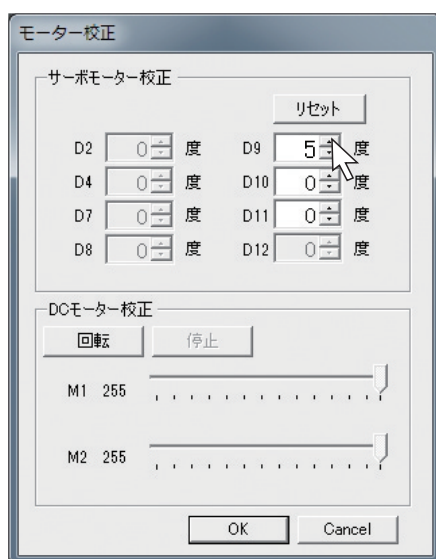 モーター校正
サーボモーター校正
リセット
D2 0 度 D9 5 度
D4 0 度 D10 0 度
D7 0 度 D11 0 度
D8 0 度 D12 0 度
DCモーター校正
回転 停止
M1 255
M2 255
OK Cancel